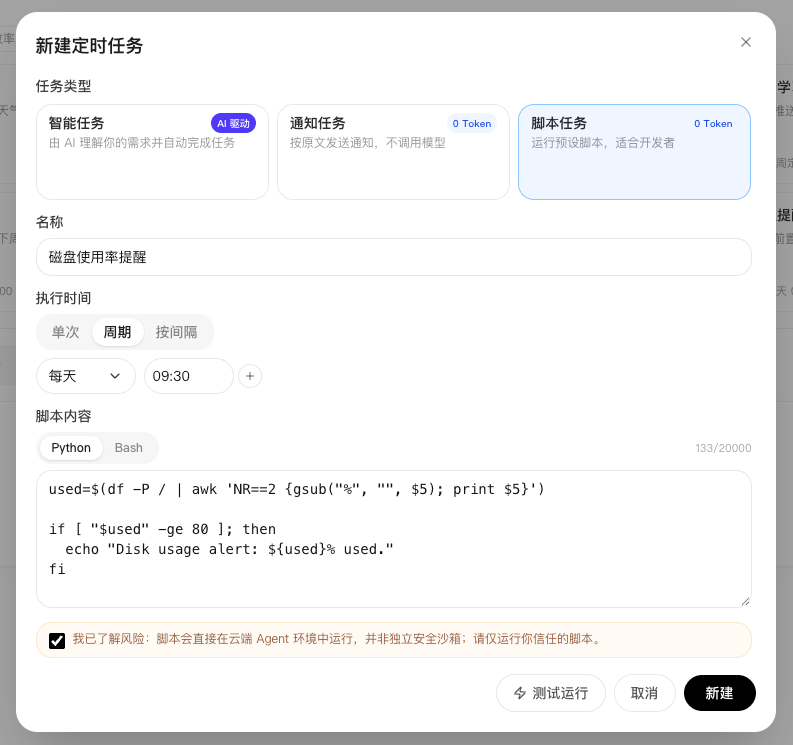 新建定时任务
任务类型
智能任务
AI 驱动
由 AI 理解你的需求并自动完成任务
通知任务
0 Token
按原文发送通知，不调用模型
脚本任务
0 Token
运行预设脚本，适合开发者
名称
磁盘使用率提醒
执行时间
单次
周期
按间隔
每天
09:30
脚本内容
Python
Bash
133/20000
used=$(df -P / | awk 'NR==2 {gsub("%", "", $5); print $5}')
if [ "$used" -ge 80 ]; then
  echo "Disk usage alert: ${used}% used."
fi
我已了解风险：脚本会直接在云端 Agent 环境中运行，并非独立安全沙箱；请仅运行你信任的脚本。
测试运行
取消
新建